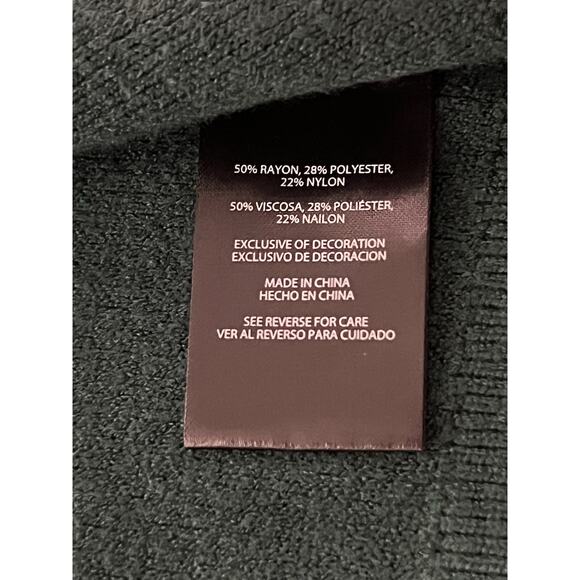 50% RAYON, 28% POLYESTER,
22% NYLON
50% VISCOSA, 28% POLIÉSTER,
22% NAILON
EXCLUSIVE OF DECORATION
EXCLUSIVO DE DECORACION
MADE IN CHINA
HECHO EN CHINA
SEE REVERSE FOR CARE
VER AL REVERSO PARA CUIDADO